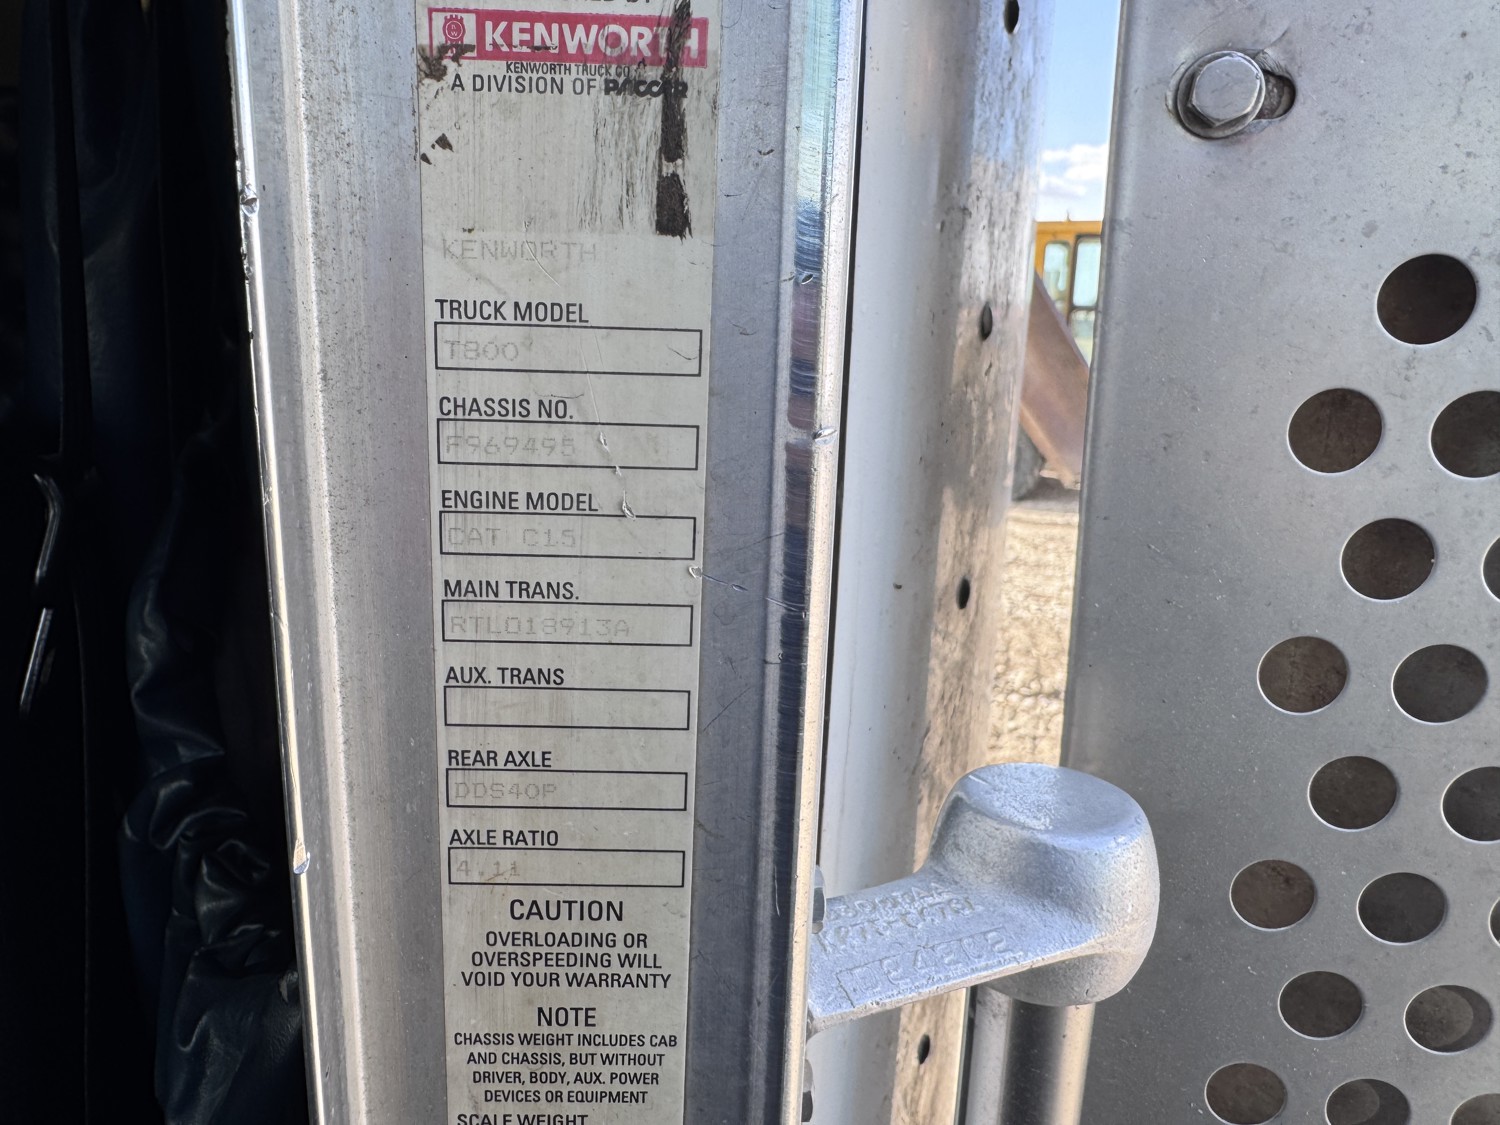 KENWORTH
KENWORTH TRUCK CO.
A DIVISION OF PACCAR
KENWORTH
TRUCK MODEL
T800
CHASSIS NO.
F969495
ENGINE MODEL
CAT C15
MAIN TRANS.
RTLO18913A
AUX. TRANS
REAR AXLE
DDS40P
AXLE RATIO
4.11
CAUTION
OVERLOADING OR
OVERSPEEDING WILL
VOID YOUR WARRANTY
NOTE
CHASSIS WEIGHT INCLUDES CAB
AND CHASSIS, BUT WITHOUT
DRIVER, BODY, AUX. POWER
DEVICES OR EQUIPMENT
SCALE WEIGHT